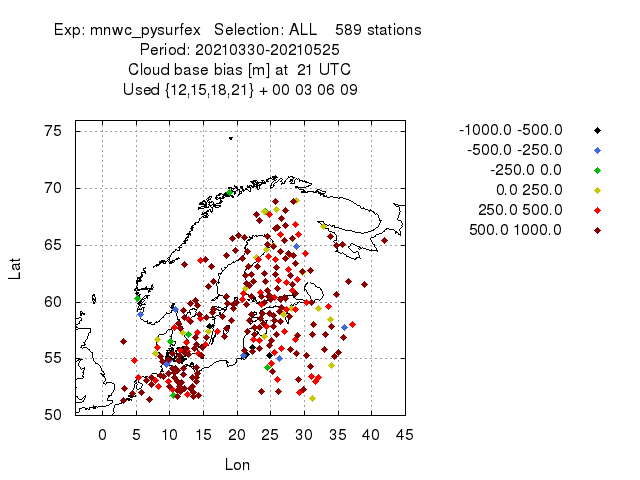 Exp: mnwc_pysurfex   Selection: ALL    589 stations
Period: 20210330-20210525
Cloud base bias [m] at  21 UTC
Used {12,15,18,21} + 00 03 06 09
-1000.0 -500.0
-500.0 -250.0
-250.0 0.0
0.0 250.0
250.0 500.0
500.0 1000.0
75
70
65
60
55
50
Lat
0 5 10 15 20 25 30 35 40 45
Lon